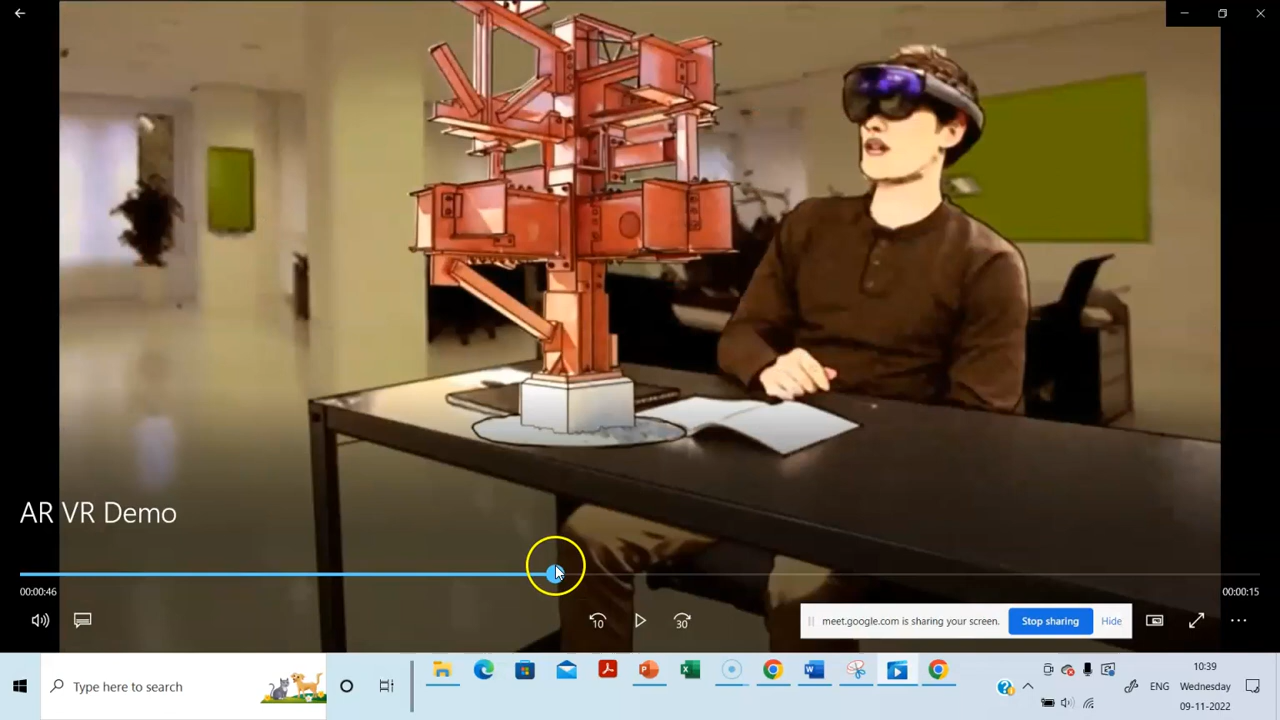 AR VR Demo
00:00:46
00:00:15
10
30
meet.google.com is sharing your screen.
Stop sharing
Hide
Type here to search
ENG
10:39
Wednesday
09-11-2022